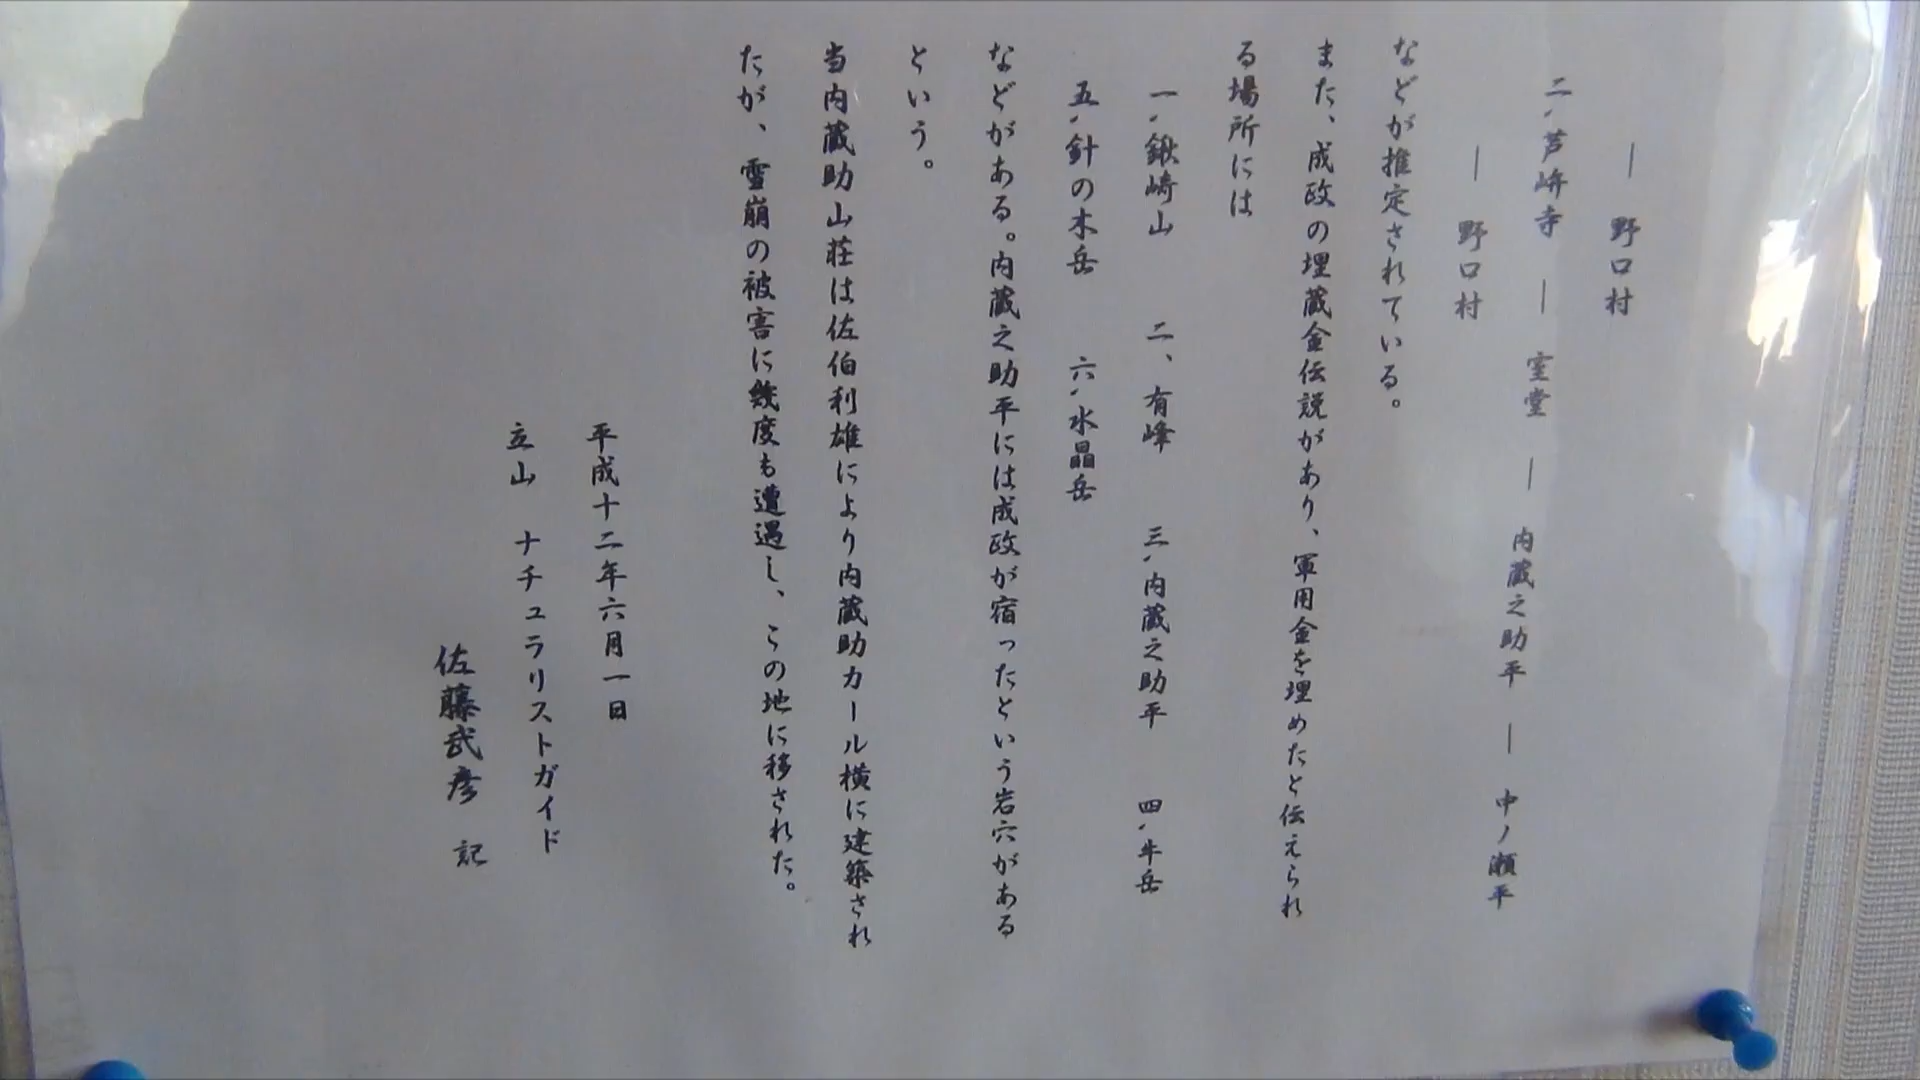 ― 野口村
二、芦峅寺 ― 室堂 ― 内蔵之助平 ― 中ノ瀬平
― 野口村
などが推定されている。
また、成政の埋蔵金伝説があり、軍用金を埋めたと伝えられ
る場所には
一、鍬崎山 二、有峰 三、内蔵之助平 四、牛岳
五、針の木岳 六、水晶岳
などがある。内蔵之助平には成政が宿ったという岩穴がある
という。
当内蔵助山荘は佐伯利雄により内蔵助カール横に建築され
たが、雪崩の被害に幾度も遭遇し、この地に移された。
平成十二年六月一日
立山 ナチュラリストガイド
佐藤武彦 記